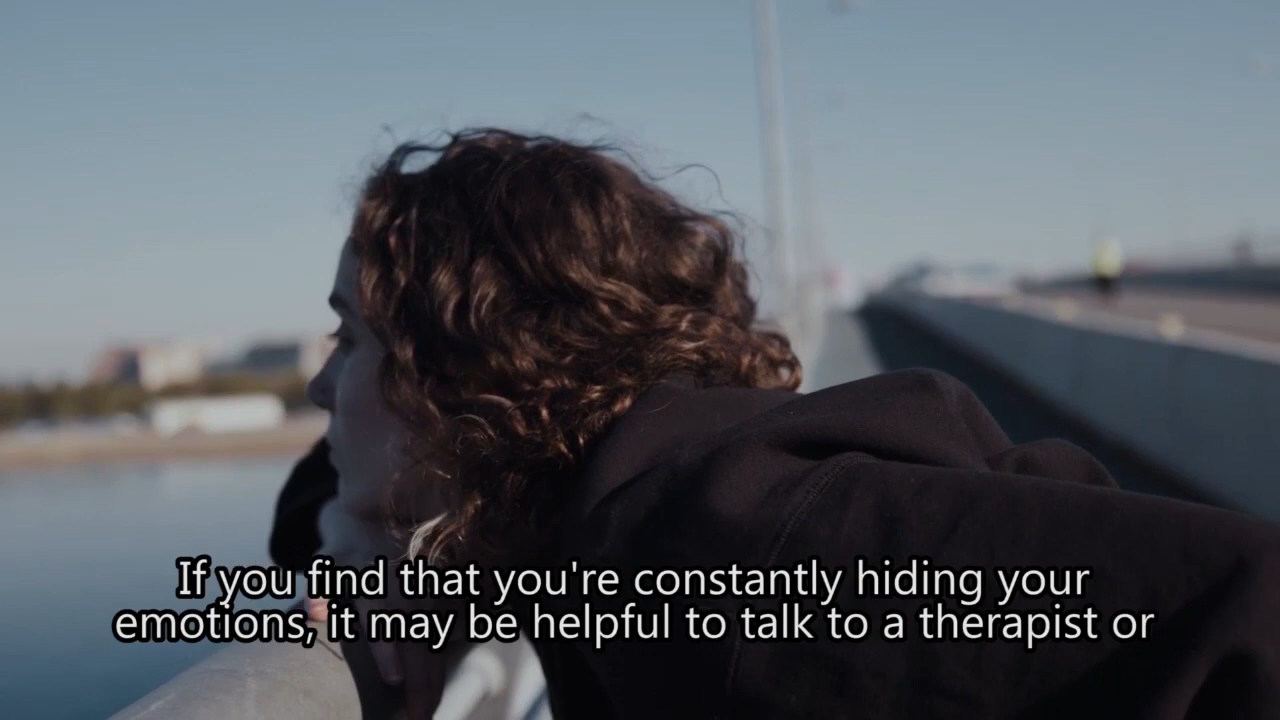 If you find that you're constantly hiding your
emotions, it may be helpful to talk to a therapist or